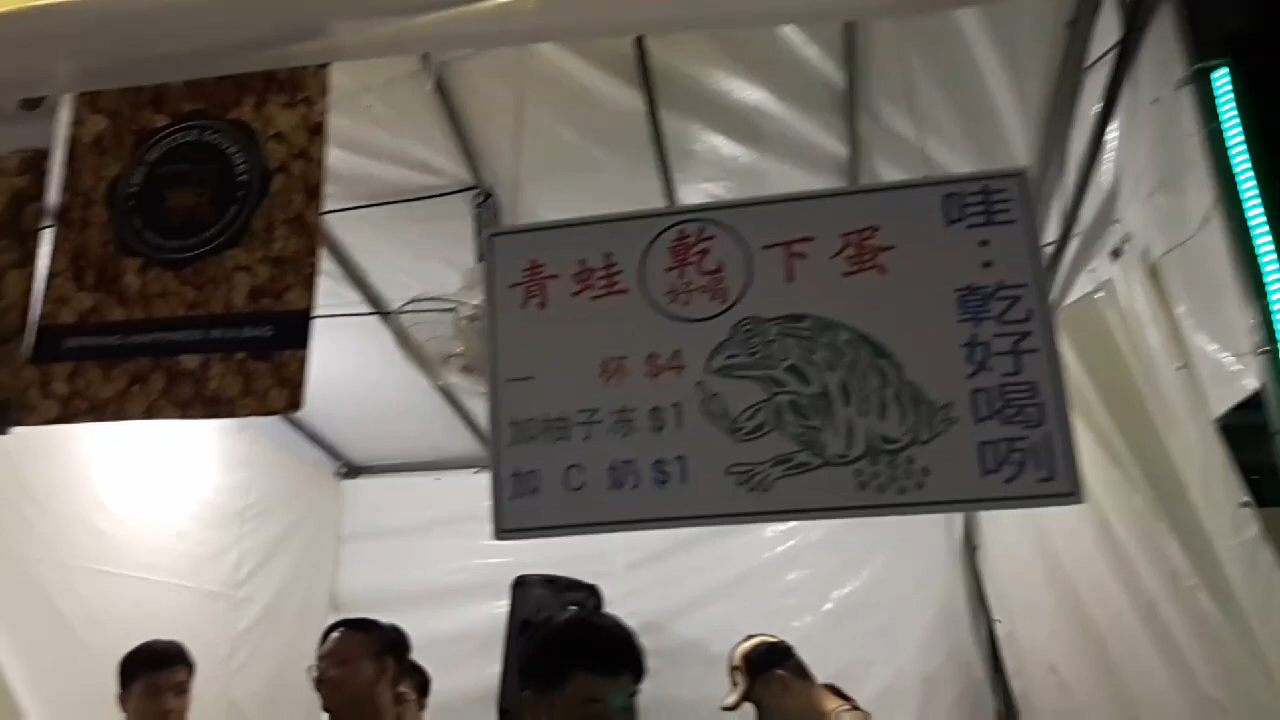 青蛙
乾
好喝
下蛋
一 杯 $4
加柚子冻 $1
加 C 奶 $1
哇：乾好喝咧